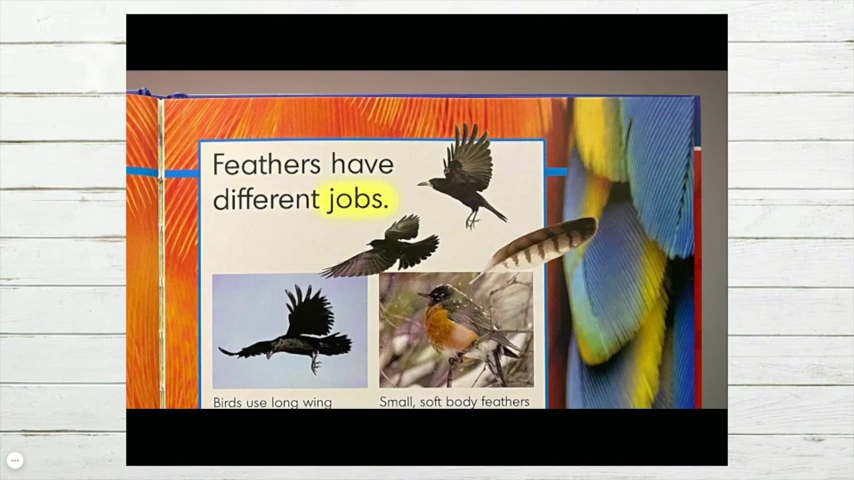 Feathers have
different jobs.
Birds use long wing
Small, soft body feathers